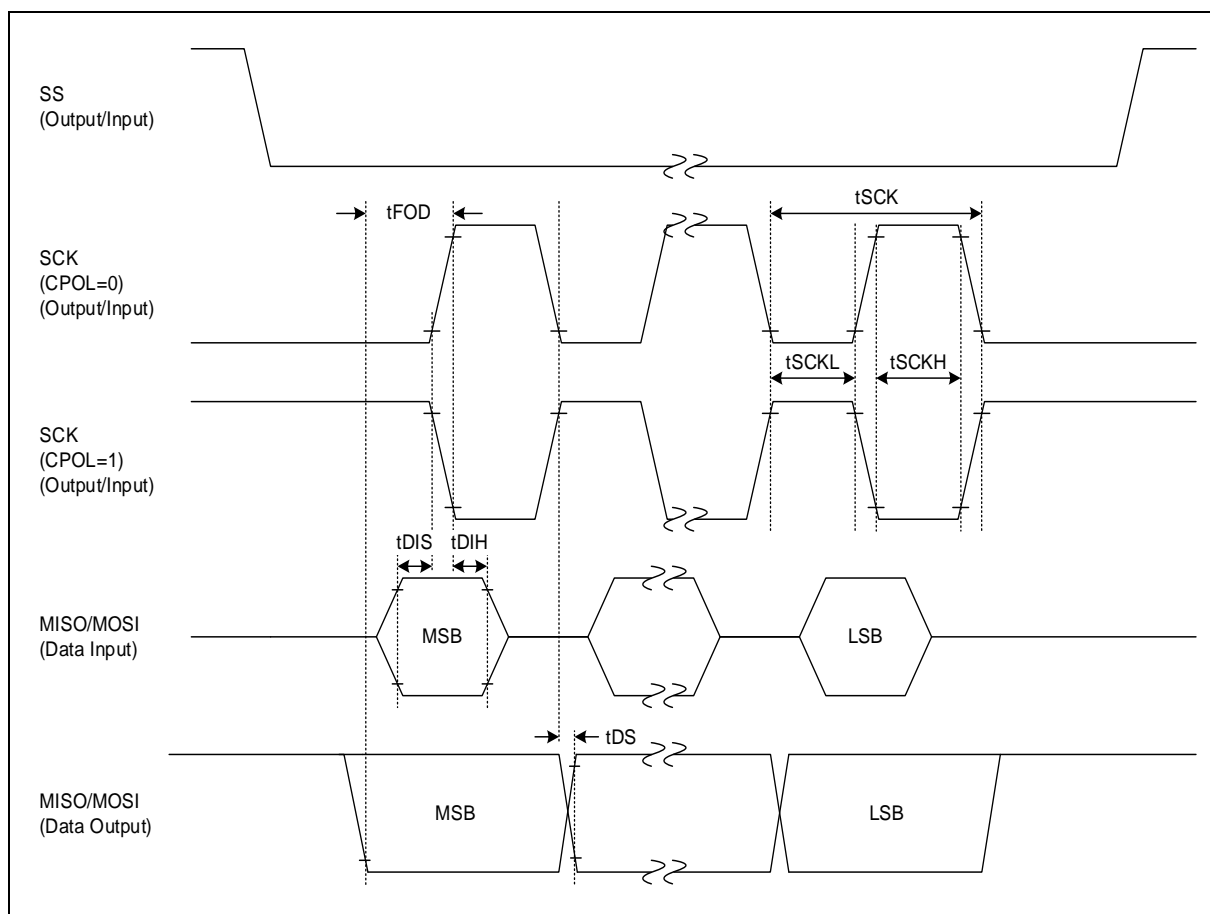 SS
(Output/Input)
tFOD
tSCK
SCK
(CPOL=0)
(Output/Input)
tSCKL
tSCKH
SCK
(CPOL=1)
(Output/Input)
tDIS
tDIH
MISO/MOSI
(Data Input)
MSB
LSB
tDS
MISO/MOSI
(Data Output)
MSB
LSB